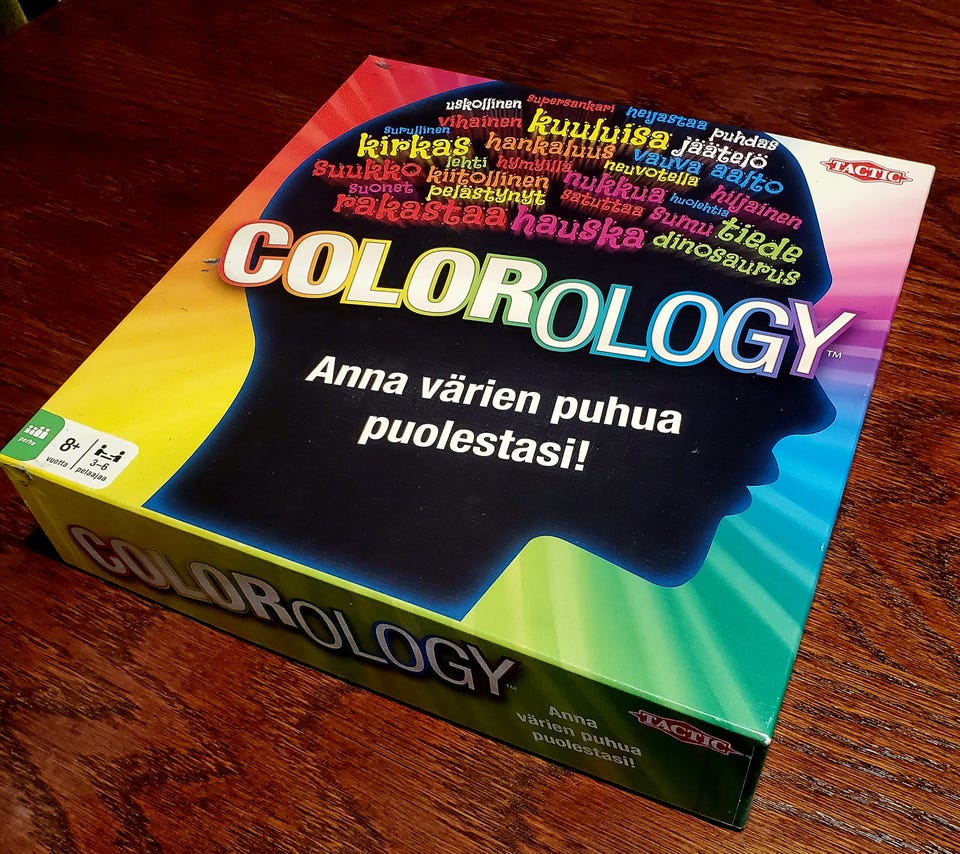 uskollinen supersankari heijastaa
surullinen vihainen kuuluisa puhdas
kirkas hankaluus vauva jäätelö
suukko lehti hymyillä neuvotella aalto
suonet kiitollinen nukkua huolehtia hiljainen
pelästynyt satuttaa sumu tiede
rakastaa hauska dinosaurus
TACTIC
COLOROLOGY™
Anna värien puhua
puolestasi!
perhe
8+
vuotta
3–6
pelaajaa
COLOROLOGY™
Anna
värien puhua
puolestasi!
TACTIC